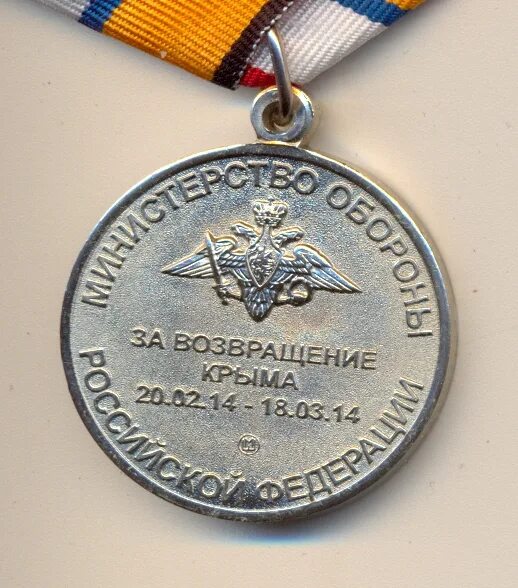 МИНИСТЕРСТВО ОБОРОНЫ
ЗА ВОЗВРАЩЕНИЕ
КРЫМА
20.02.14 - 18.03.14
РОССИЙСКОЙ ФЕДЕРАЦИИ